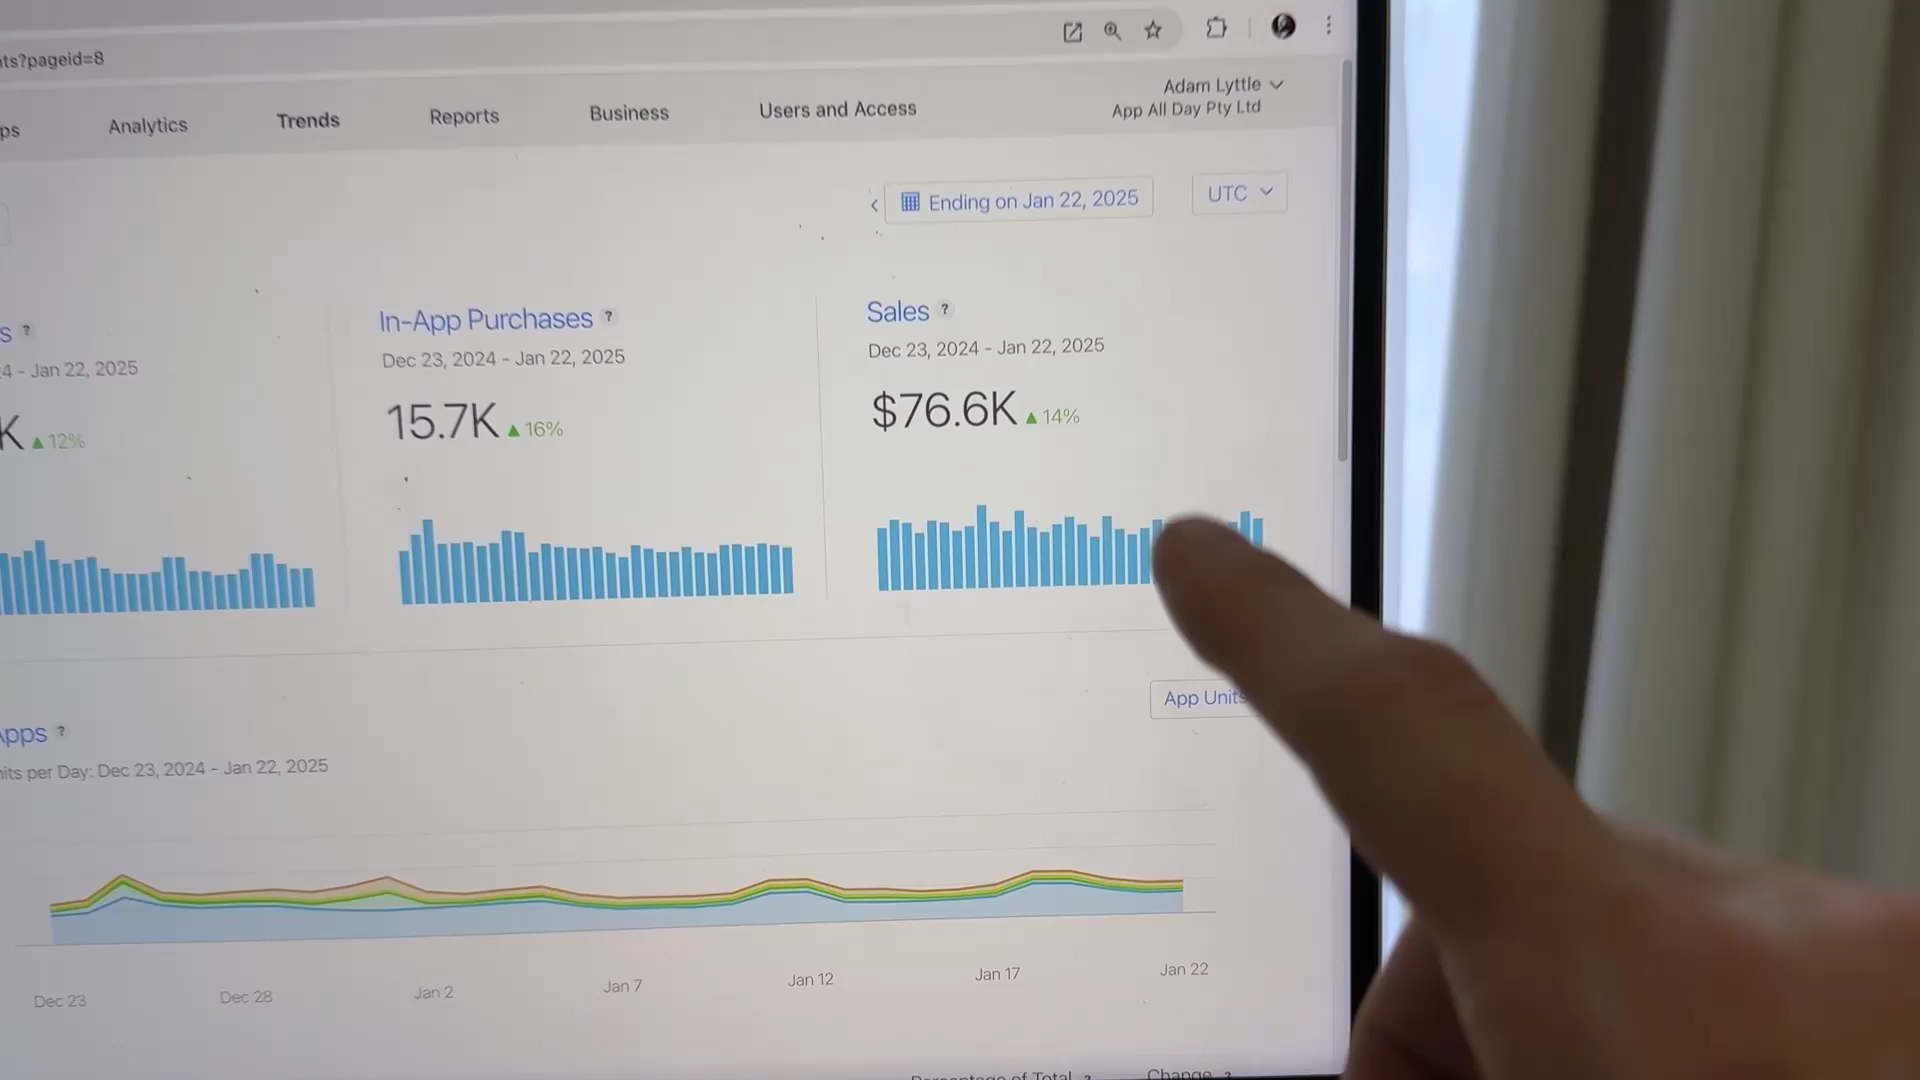 ts?pageid=8
ps
Analytics
Trends
Reports
Business
Users and Access
Adam Lyttle
App All Day Pty Ltd
Ending on Jan 22, 2025
UTC
s ?
4 - Jan 22, 2025
K ▲12%
In-App Purchases ?
Dec 23, 2024 - Jan 22, 2025
15.7K ▲16%
Sales ?
Dec 23, 2024 - Jan 22, 2025
$76.6K ▲14%
App Units
Apps ?
its per Day: Dec 23, 2024 - Jan 22, 2025
Dec 23
Dec 28
Jan 2
Jan 7
Jan 12
Jan 17
Jan 22
Percentage of Total ?
Change ?